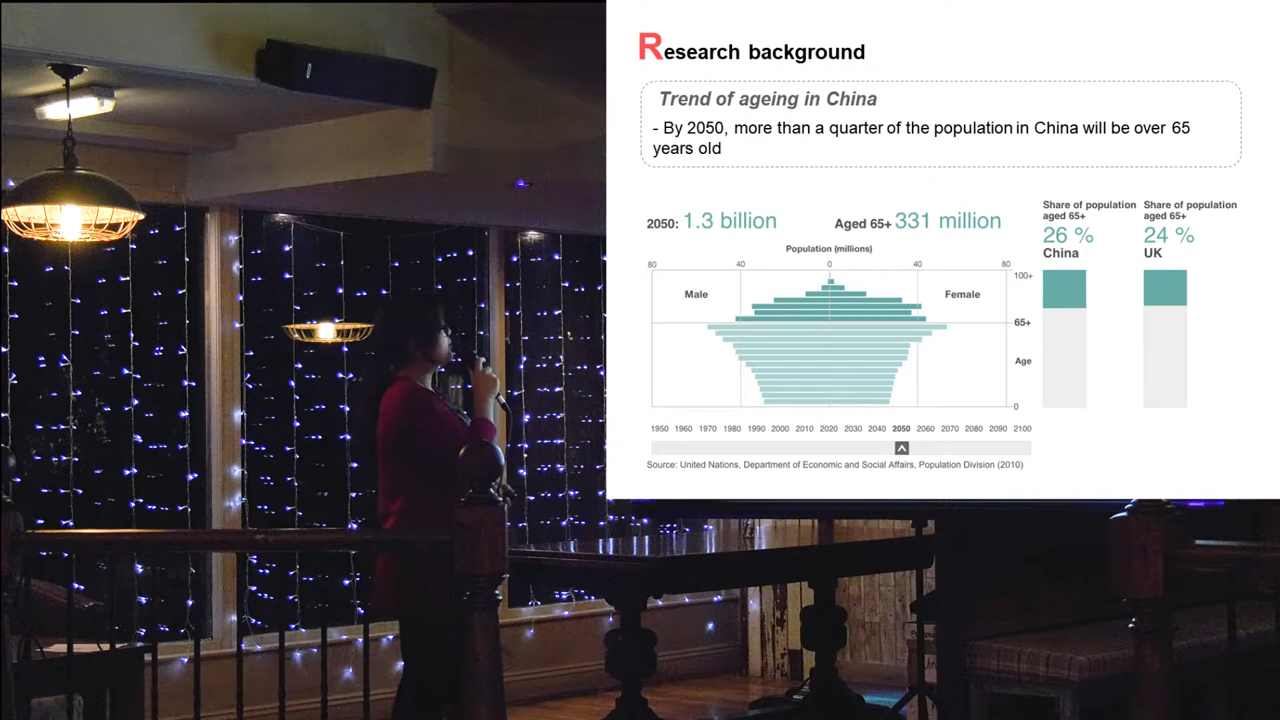 Research background
Trend of ageing in China
- By 2050, more than a quarter of the population in China will be over 65
years old
2050: 1.3 billion
Aged 65+ 331 million
Population (millions)
80 40 0 40 80
Male
Female
100+
65+
Age
0
1950 1960 1970 1980 1990 2000 2010 2020 2030 2040 2050 2060 2070 2080 2090 2100
Source: United Nations, Department of Economic and Social Affairs, Population Division (2010)
Share of population
aged 65+
26 %
China
Share of population
aged 65+
24 %
UK